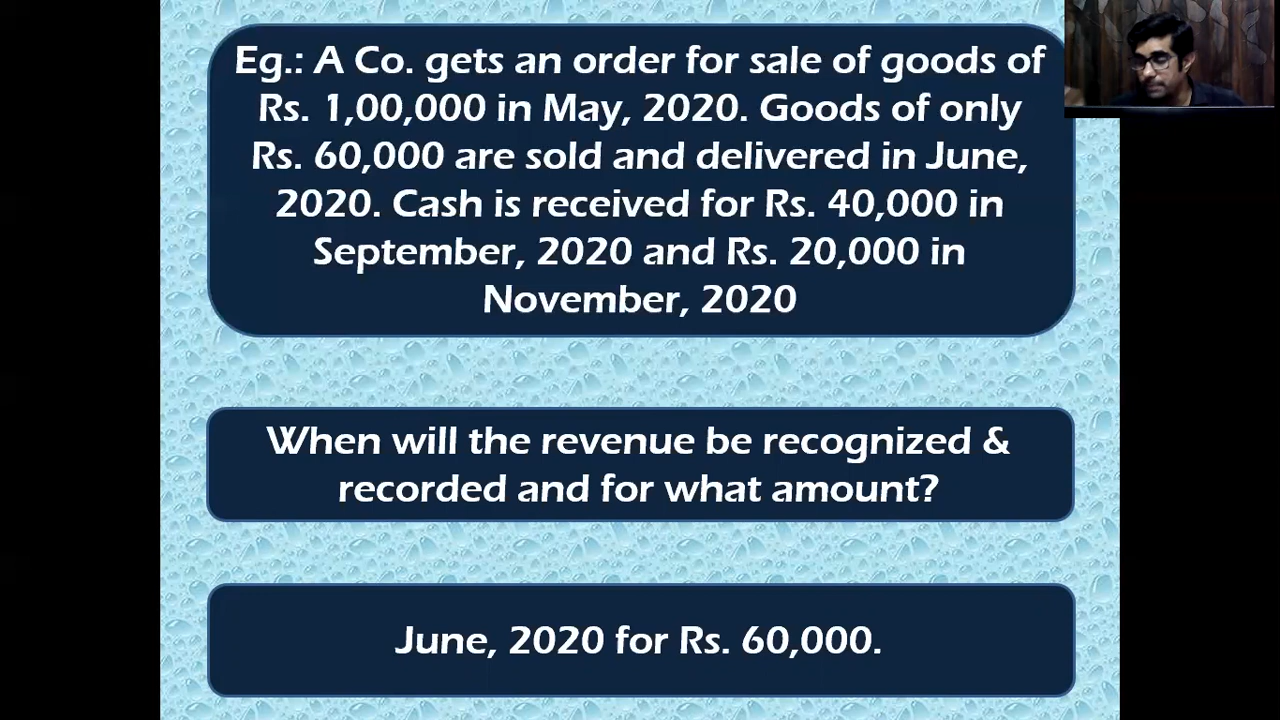 Eg.: A Co. gets an order for sale of goods of
Rs. 1,00,000 in May, 2020. Goods of only
Rs. 60,000 are sold and delivered in June,
2020. Cash is received for Rs. 40,000 in
September, 2020 and Rs. 20,000 in
November, 2020
When will the revenue be recognized &
recorded and for what amount?
June, 2020 for Rs. 60,000.